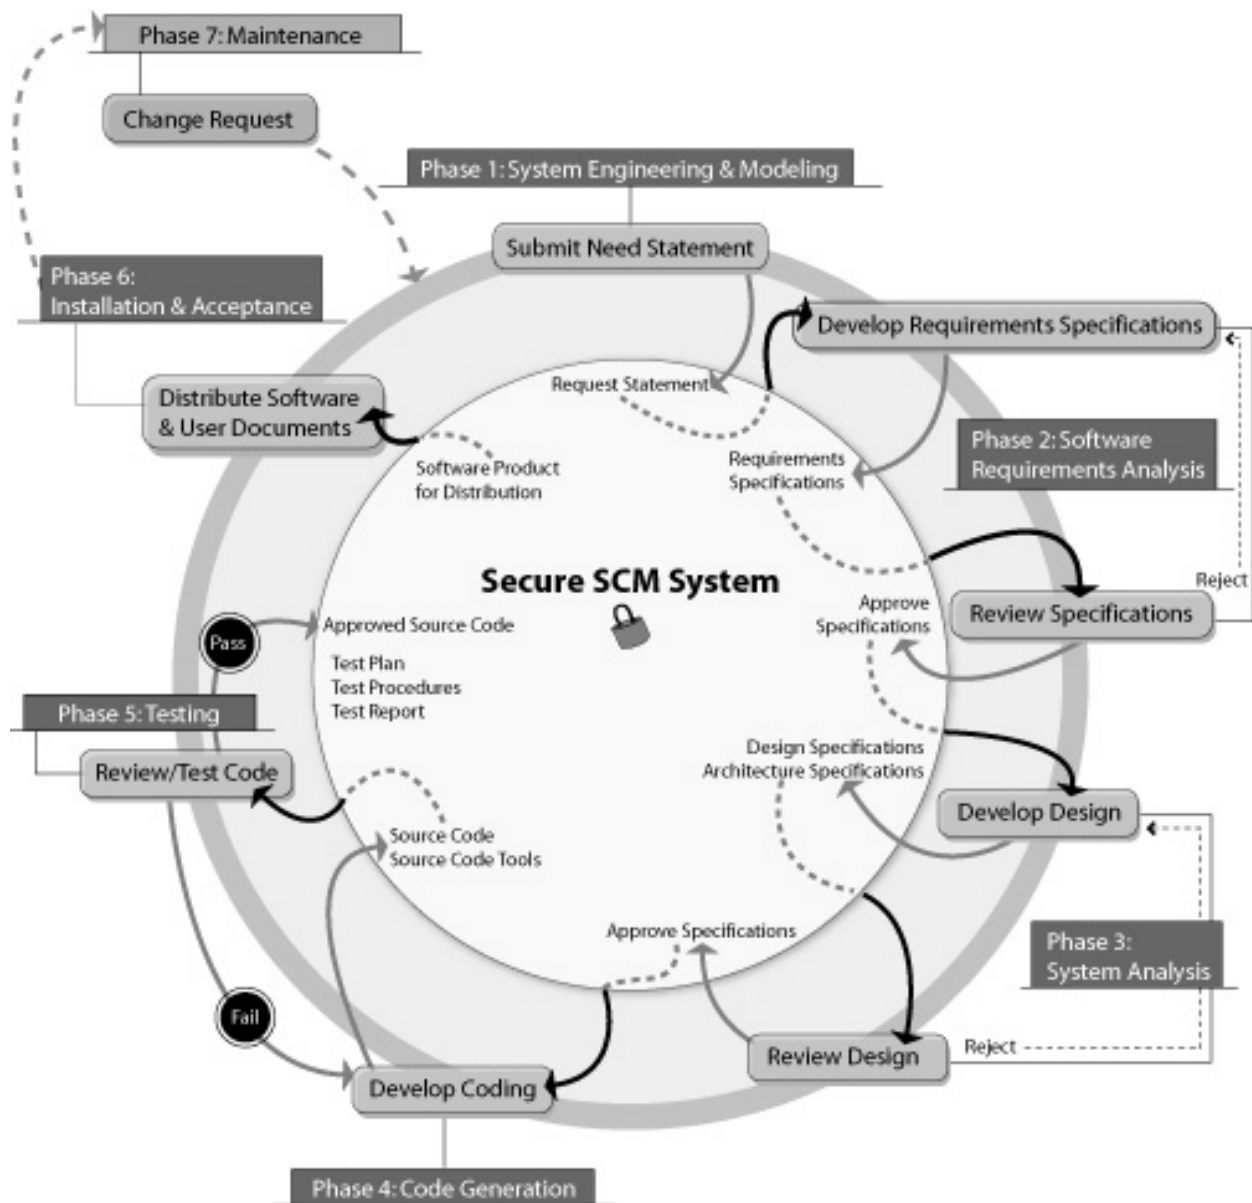 Phase 7: Maintenance
Change Request
Phase 1: System Engineering & Modeling
Submit Need Statement
Phase 6:
Installation & Acceptance
Develop Requirements Specifications
Distribute Software
& User Documents
Request Statement
Phase 2: Software
Requirements Analysis
Requirements
Specifications
Software Product
for Distribution
Secure SCM System
Reject
Review Specifications
Approve
Specifications
Pass
Approved Source Code
Test Plan
Test Procedures
Test Report
Phase 5: Testing
Review/Test Code
Design Specifications
Architecture Specifications
Develop Design
Source Code
Source Code Tools
Approve Specifications
Phase 3:
System Analysis
Fail
Review Design
Reject
Develop Coding
Phase 4: Code Generation